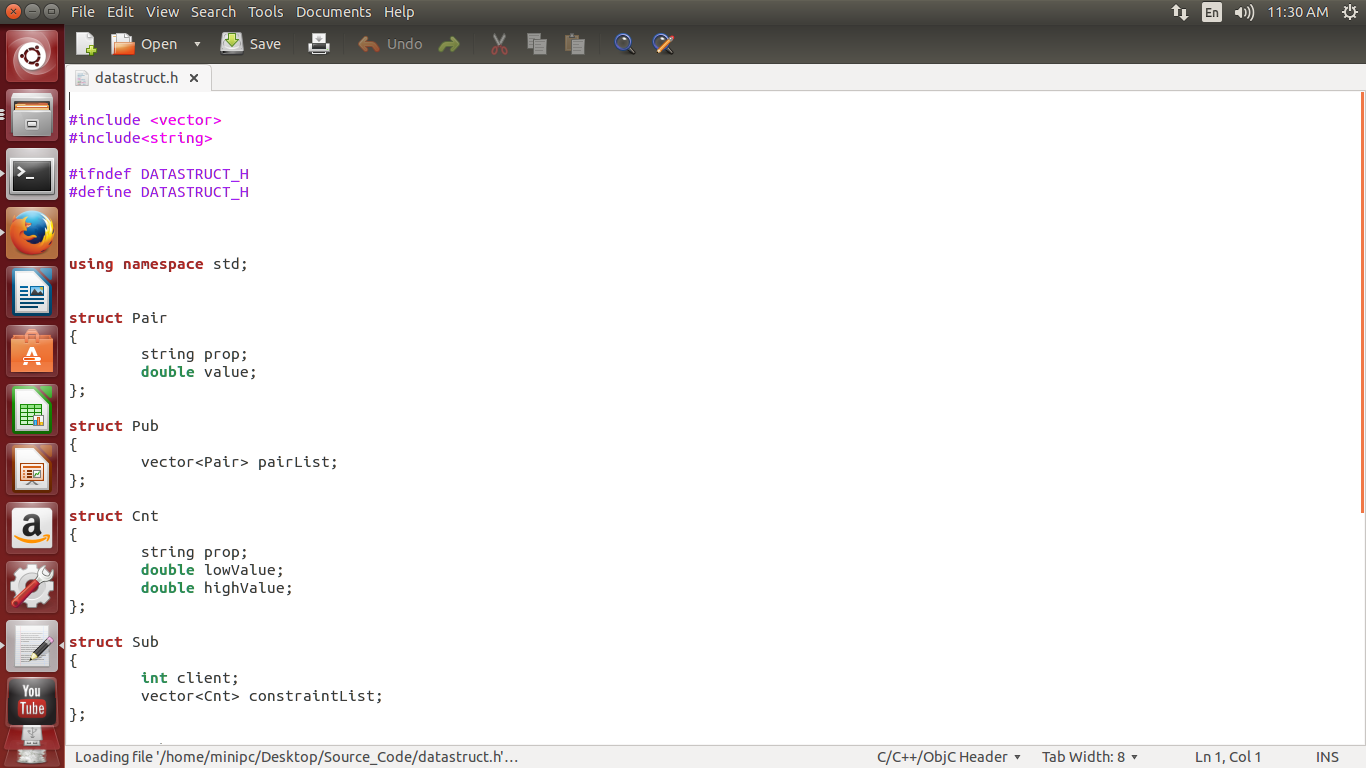 File Edit View Search Tools Documents Help
En 11:30 AM
Open Save Undo
datastruct.h
#include <vector>
#include<string>
#ifndef DATASTRUCT_H
#define DATASTRUCT_H
using namespace std;
struct Pair
{
string prop;
double value;
};
struct Pub
{
vector<Pair> pairList;
};
struct Cnt
{
string prop;
double lowValue;
double highValue;
};
struct Sub
{
int client;
vector<Cnt> constraintList;
};
You
Tube
Loading file '/home/minipc/Desktop/Source_Code/datastruct.h'… C/C++/ObjC Header Tab Width: 8 Ln 1, Col 1 INS